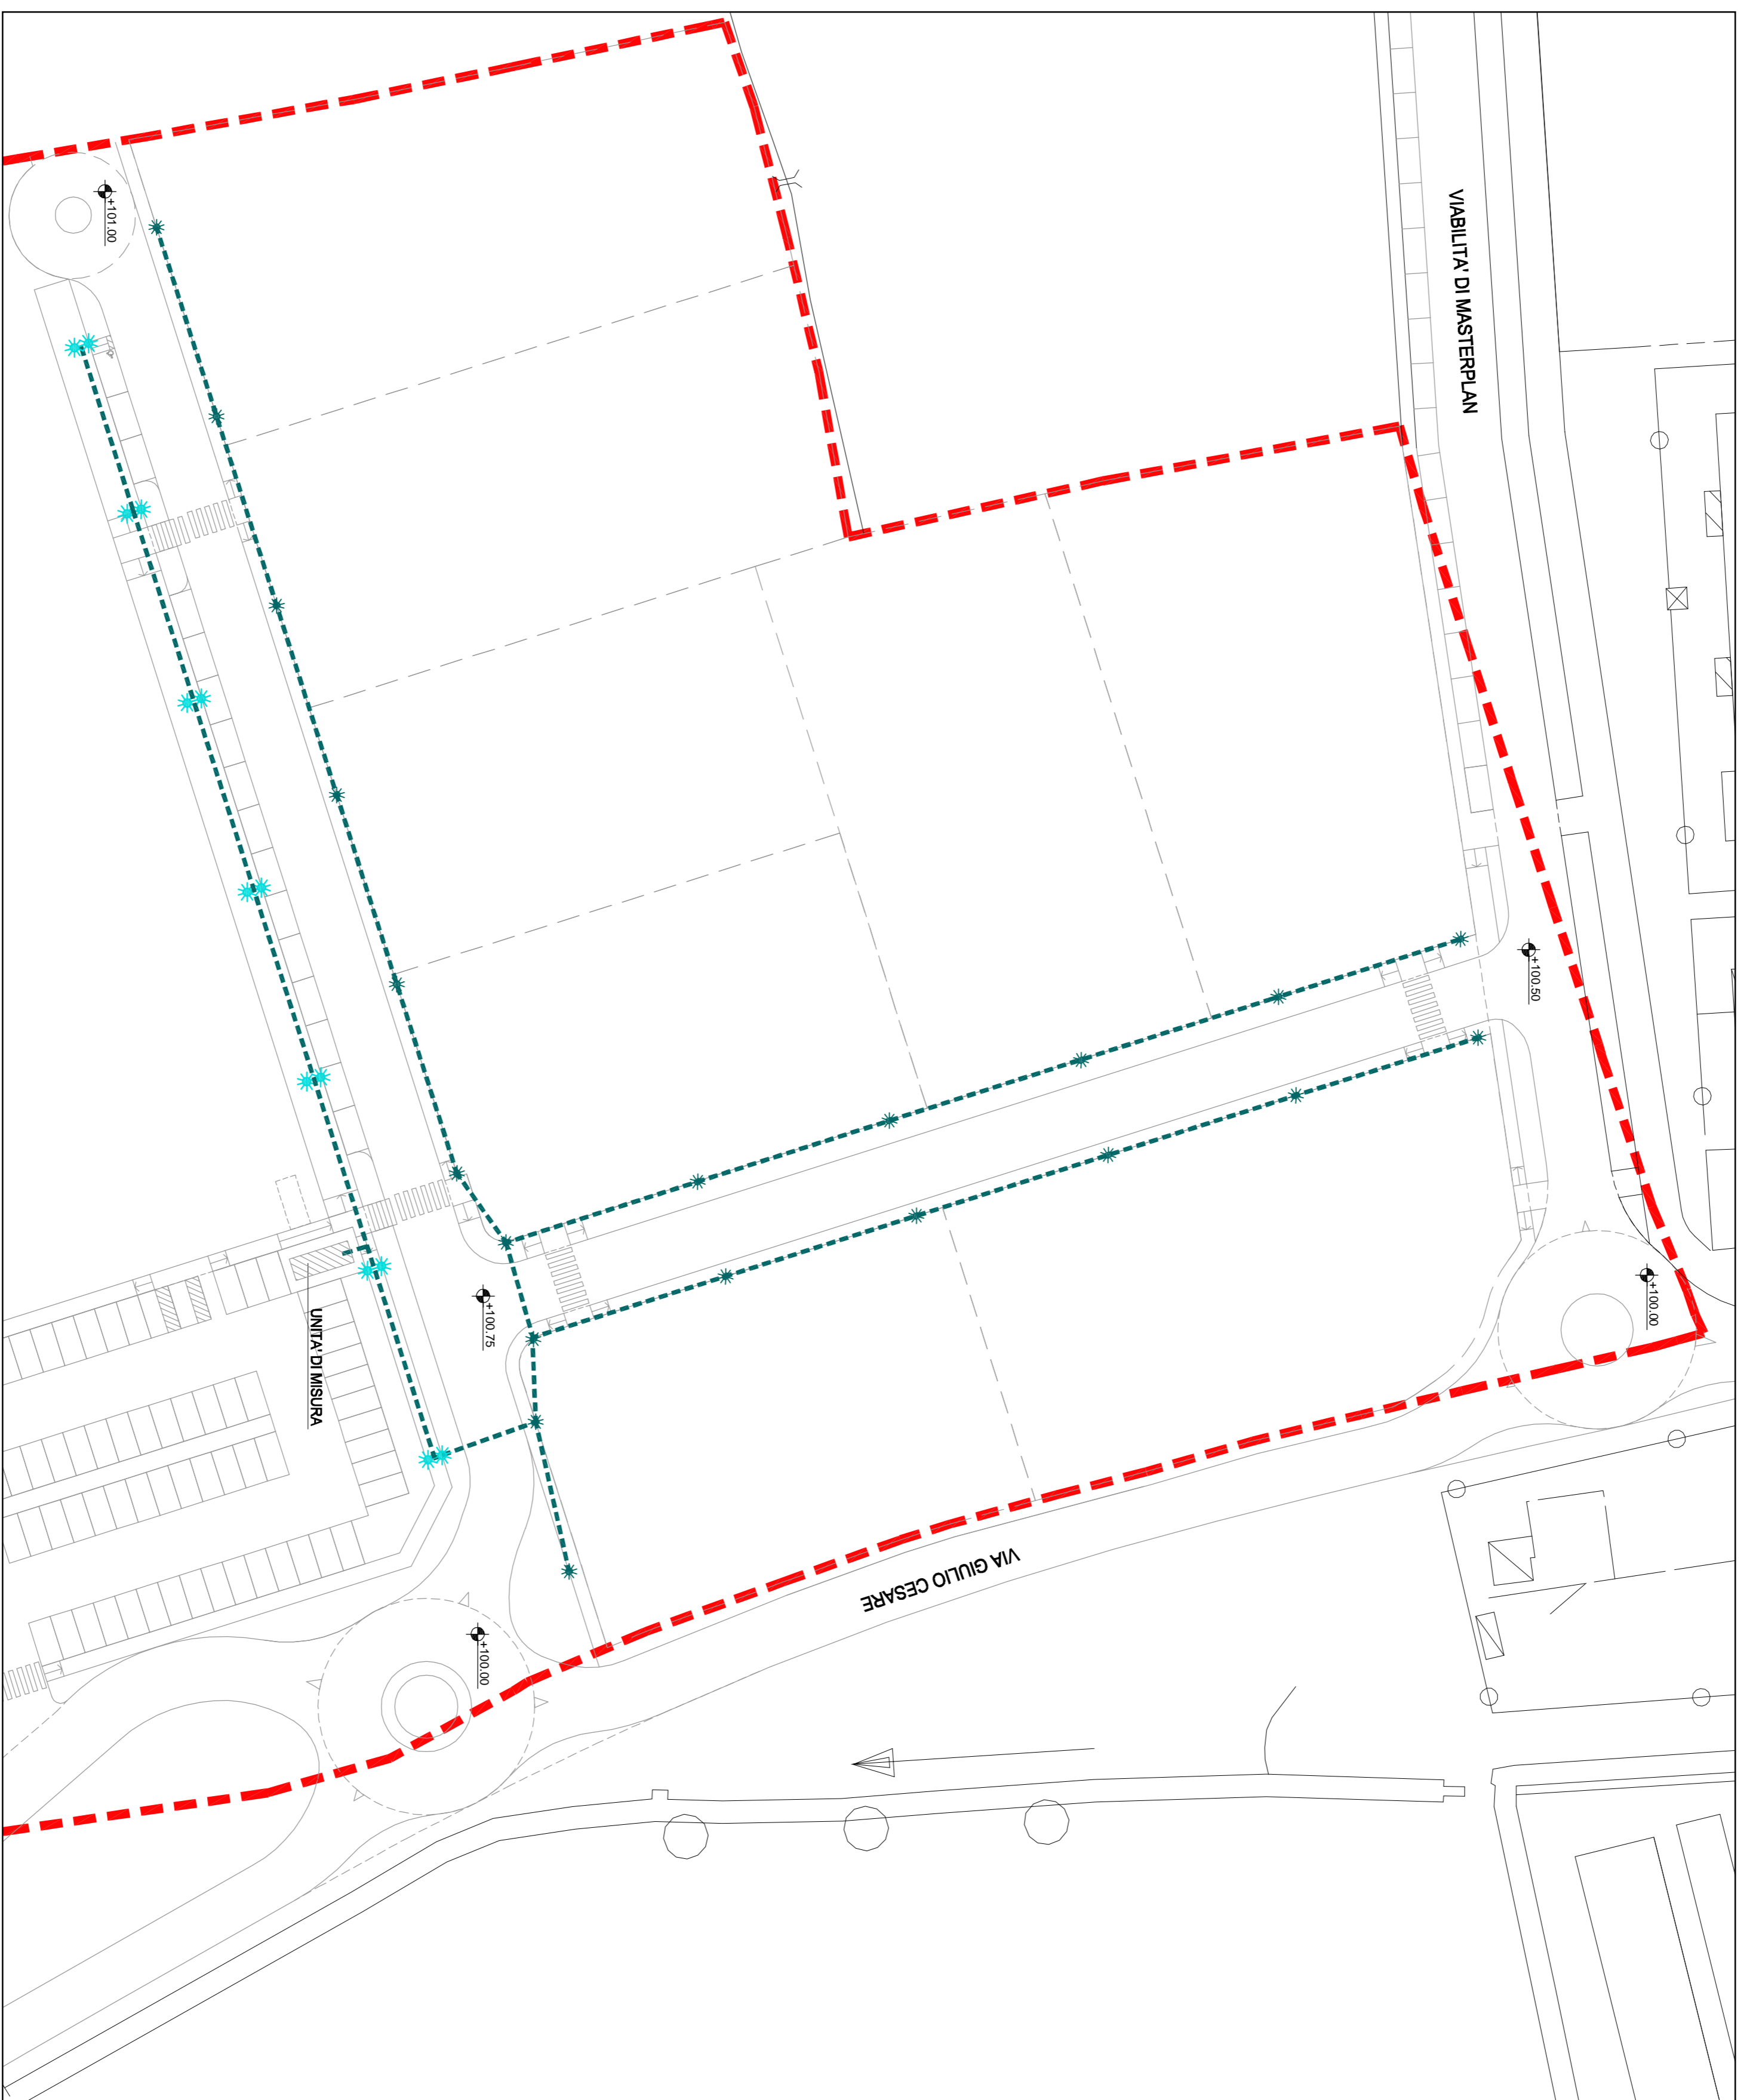 +101.00
VIABILITA' DI MASTERPLAN
+100.50
+100.00
+100.75
UNITA' DI MISURA
VIA GIULIO CESARE
+100.00